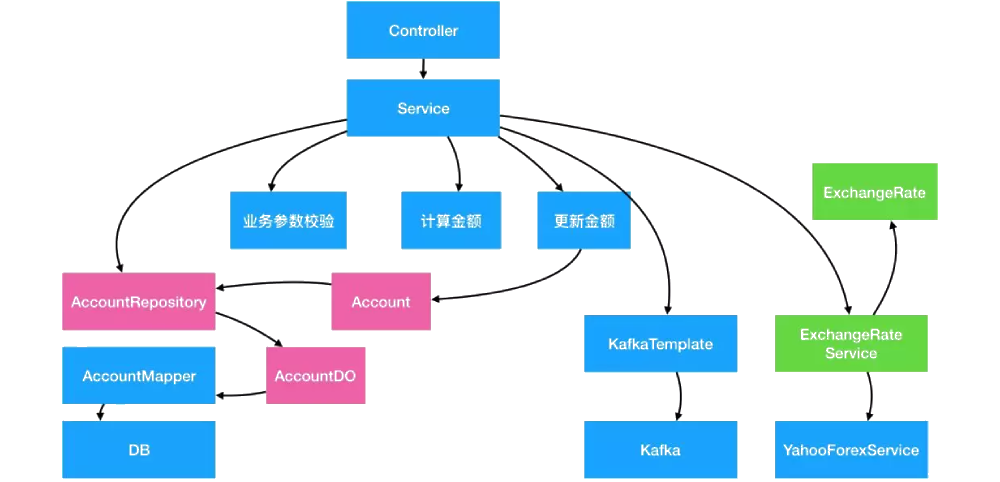 Controller
Service
ExchangeRate
业务参数校验
计算金额
更新金额
AccountRepository
Account
KafkaTemplate
ExchangeRate
Service
AccountMapper
AccountDO
DB
Kafka
YahooForexService